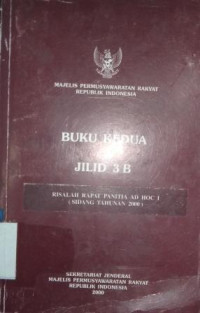 MAJELIS PERMUSYAWARATAN RAKYAT
REPUBLIK INDONESIA
BUKU KEDUA
JILID 3 B
RISALAH RAPAT PANITIA AD HOC I
( SIDANG TAHUNAN 2000 )
SEKRETARIAT JENDERAL
MAJELIS PERMUSYAWARATAN RAKYAT
REPUBLIK INDONESIA
2000